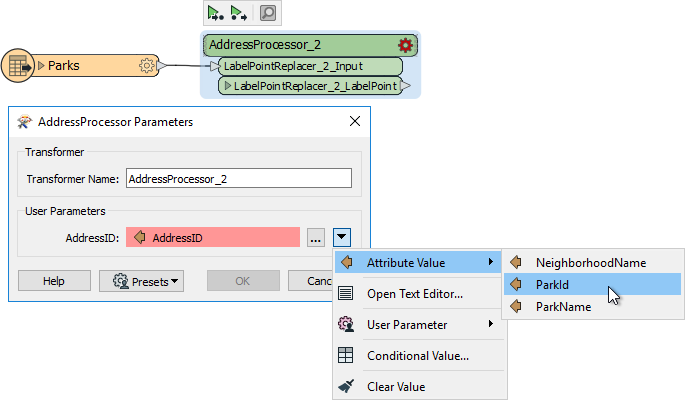 AddressProcessor_2
Parks
LabelPointReplacer_2_Input
LabelPointReplacer_2_LabelPoint
AddressProcessor Parameters
Transformer
Transformer Name: AddressProcessor_2
User Parameters
AddressID: AddressID ...
Help Presets OK Canc
Attribute Value
Open Text Editor...
User Parameter
Conditional Value...
Clear Value
NeighborhoodName
ParkId
ParkName